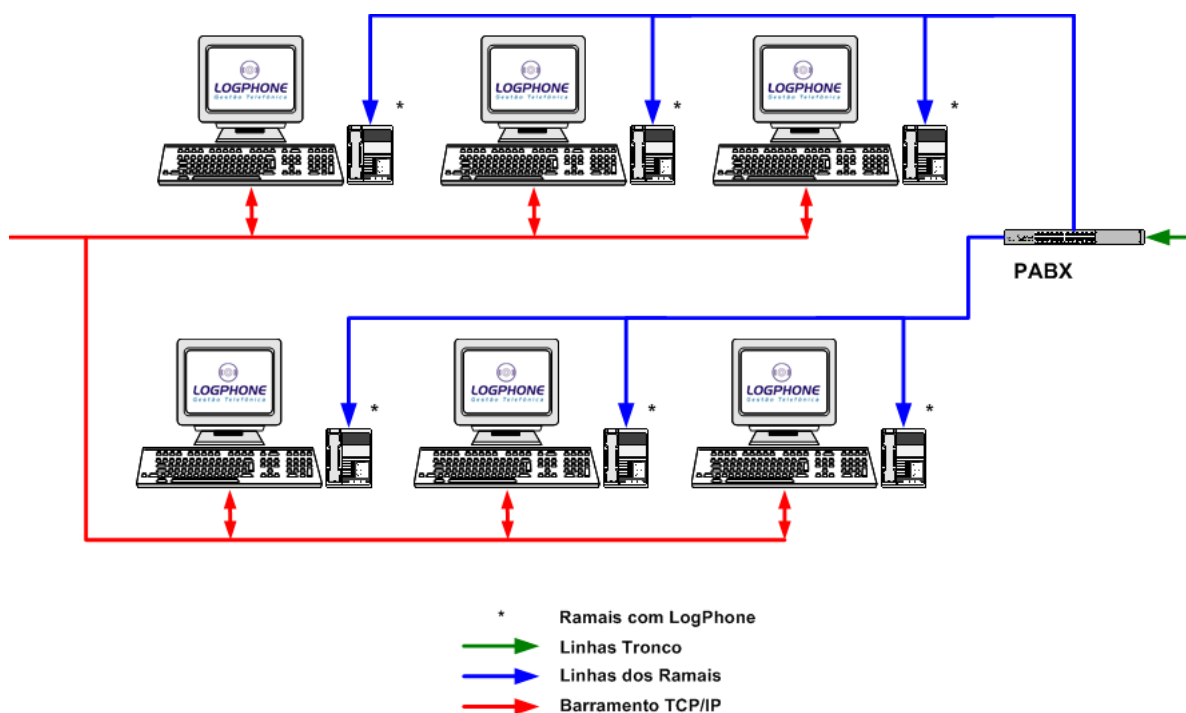 *
*
*
LOGPHONE
Gestão Telefônica
LOGPHONE
Gestão Telefônica
LOGPHONE
Gestão Telefônica
PABX
LOGPHONE
Gestão Telefônica
LOGPHONE
Gestão Telefônica
LOGPHONE
Gestão Telefônica
*
*
*
* Ramais com LogPhone
Linhas Tronco
Linhas dos Ramais
Barramento TCP/IP